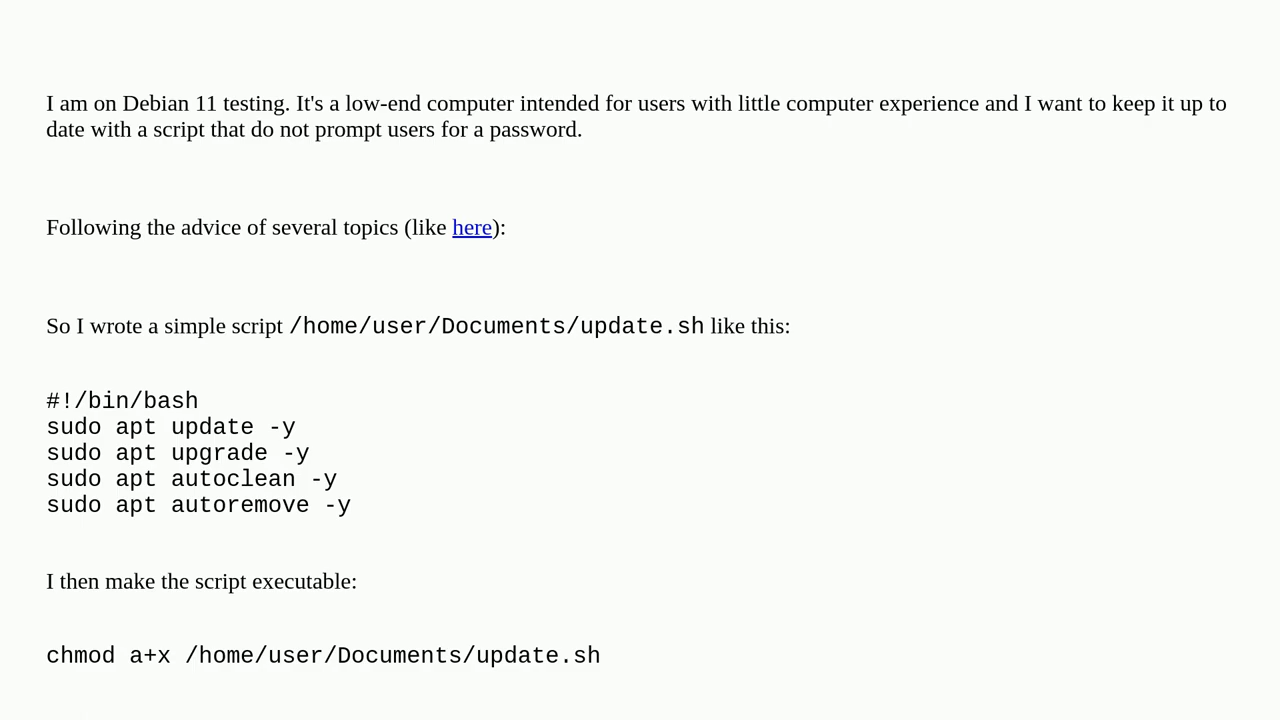 I am on Debian 11 testing. It's a low-end computer intended for users with little computer experience and I want to keep it up to
date with a script that do not prompt users for a password.
Following the advice of several topics (like here):
So I wrote a simple script /home/user/Documents/update.sh like this:
#!/bin/bash
sudo apt update -y
sudo apt upgrade -y
sudo apt autoclean -y
sudo apt autoremove -y
I then make the script executable:
chmod a+x /home/user/Documents/update.sh